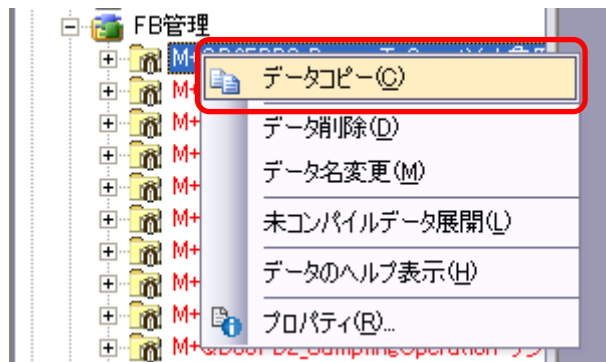 FB管理
M+
データコピー(C)
M+
M+
データ削除(D)
M+
データ名変更(M)
M+
M+
未コンパイルデータ展開(L)
M+
M+
データのヘルプ表示(H)
M+
プロパティ(R)...
M+